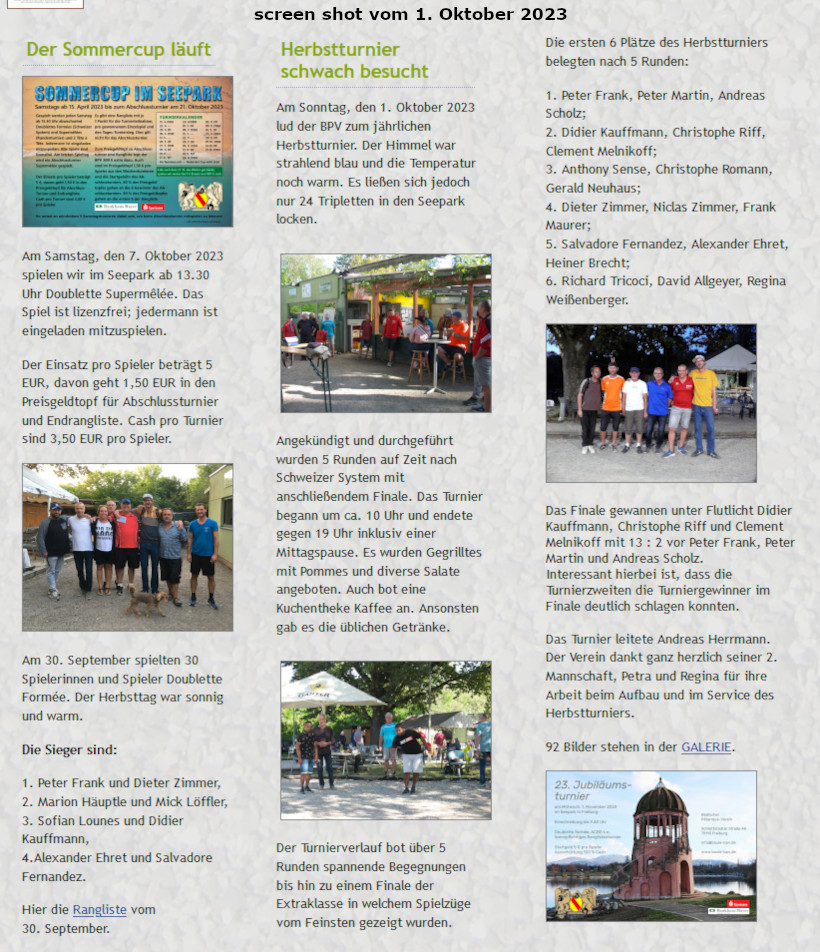 screen shot vom 1. Oktober 2023
Der Sommercup läuft
SOMMERCUP IM SEEPARK
Samstags ab 15. April 2023 bis zum Abschlussturnier am 21. Oktober 2023
Am Samstag, den 7. Oktober 2023
spielen wir im Seepark ab 13.30
Uhr Doublette Supermêlée. Das
Spiel ist lizenzfrei; jedermann ist
eingeladen mitzuspielen.
Der Einsatz pro Spieler beträgt 5
EUR, davon geht 1,50 EUR in den
Preisgeldtopf für Abschlussturnier
und Endrangliste. Cash pro Turnier
sind 3,50 EUR pro Spieler.
Am 30. September spielten 30
Spielerinnen und Spieler Doublette
Formée. Der Herbsttag war sonnig
und warm.
Die Sieger sind:
1. Peter Frank und Dieter Zimmer,
2. Marion Häuptle und Mick Löffler,
3. Sofian Lounes und Didier
Kauffmann,
4.Alexander Ehret und Salvadore
Fernandez.
Hier die Rangliste vom
30. September.
Herbstturnier
schwach besucht
Am Sonntag, den 1. Oktober 2023
lud der BPV zum jährlichen
Herbstturnier. Der Himmel war
strahlend blau und die Temperatur
noch warm. Es ließen sich jedoch
nur 24 Tripletten in den Seepark
locken.
Angekündigt und durchgeführt
wurden 5 Runden auf Zeit nach
Schweizer System mit
anschließendem Finale. Das Turnier
begann um ca. 10 Uhr und endete
gegen 19 Uhr inklusiv einer
Mittagspause. Es wurden Gegrilltes
mit Pommes und diverse Salate
angeboten. Auch bot eine
Kuchentheke Kaffee an. Ansonsten
gab es die üblichen Getränke.
Der Turnierverlauf bot über 5
Runden spannende Begegnungen
bis hin zu einem Finale der
Extraklasse in welchem Spielzüge
vom Feinsten gezeigt wurden.
Die ersten 6 Plätze des Herbstturniers
belegten nach 5 Runden:
1. Peter Frank, Peter Martin, Andreas
Scholz;
2. Didier Kauffmann, Christophe Riff,
Clement Melnikoff;
3. Anthony Sense, Christophe Romann,
Gerald Neuhaus;
4. Dieter Zimmer, Niclas Zimmer, Frank
Maurer;
5. Salvadore Fernandez, Alexander Ehret,
Heiner Brecht;
6. Richard Tricoci, David Allgeyer, Regina
Weißenberger.
Das Finale gewannen unter Flutlicht Didier
Kauffmann, Christophe Riff und Clement
Melnikoff mit 13 : 2 vor Peter Frank, Peter
Martin und Andreas Scholz.
Interessant hierbei ist, dass die
Turnierzweiten die Turniergewinner im
Finale deutlich schlagen konnten.
Das Turnier leitete Andreas Herrmann.
Der Verein dankt ganz herzlich seiner 2.
Mannschaft, Petra und Regina für ihre
Arbeit beim Aufbau und im Service des
Herbstturniers.
92 Bilder stehen in der GALERIE.
23. Jubiläums-
turnier